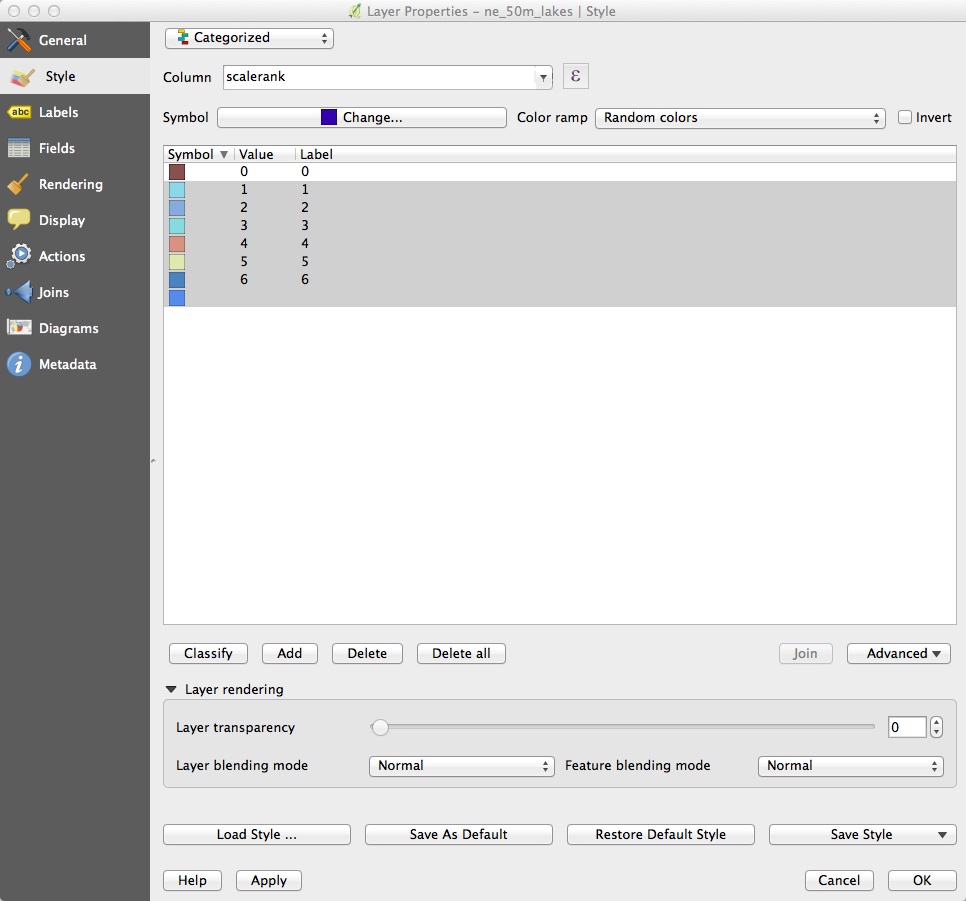 Layer Properties - ne_50m_lakes | Style
General
Style
abc Labels
Fields
Rendering
Display
Actions
Joins
Diagrams
Metadata
Categorized
Column scalerank ε
Symbol Change... Color ramp Random colors Invert
Symbol Value Label
0 0
1 1
2 2
3 3
4 4
5 5
6 6
Classify Add Delete Delete all Join Advanced
Layer rendering
Layer transparency 0
Layer blending mode Normal Feature blending mode Normal
Load Style ... Save As Default Restore Default Style Save Style
Help Apply Cancel OK